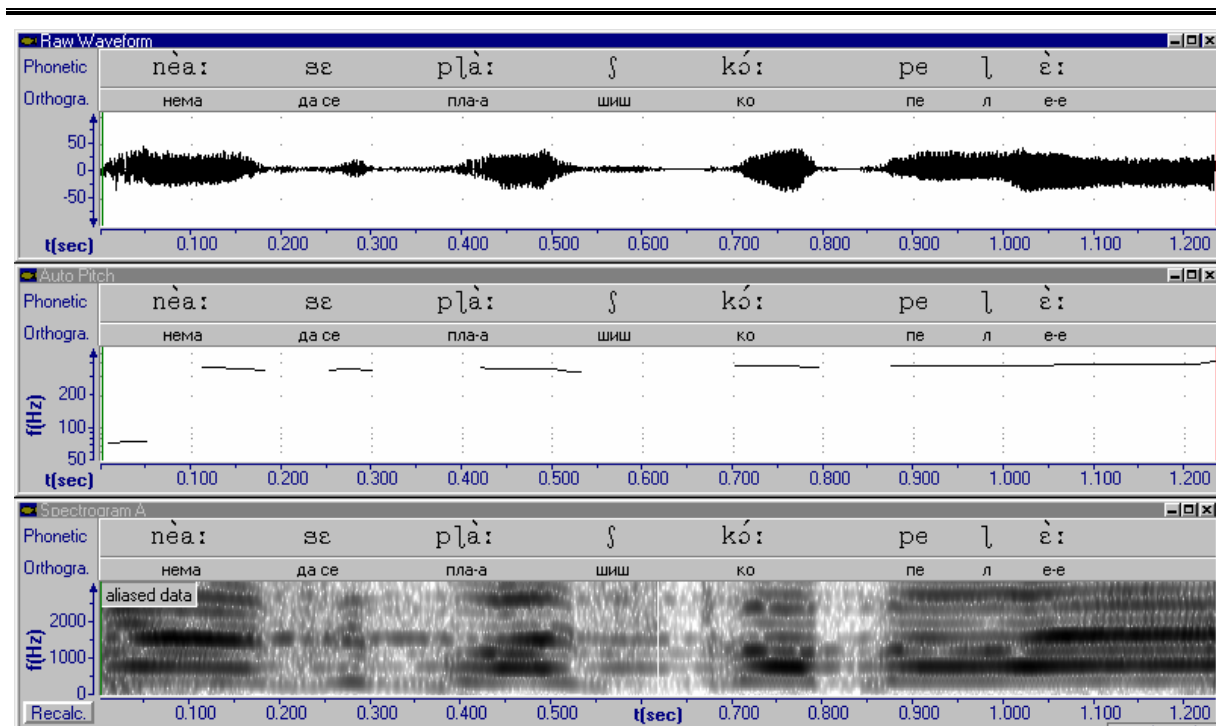 Raw Waveform
Phonetic nèaː sɛ pl̥àː ʃ kóː pe l ɛ̀ː
Orthogra. нема да се пла-а шиш ко пе л е-е
50
0
-50
t(sec) 0.100 0.200 0.300 0.400 0.500 0.600 0.700 0.800 0.900 1.000 1.100 1.200
Auto Pitch
Phonetic nèaː sɛ pl̥àː ʃ kóː pe l ɛ̀ː
Orthogra. нема да се пла-а шиш ко пе л е-е
200
100
50
f(Hz)
t(sec) 0.100 0.200 0.300 0.400 0.500 0.600 0.700 0.800 0.900 1.000 1.100 1.200
Spectrogram A
Phonetic nèaː sɛ pl̥àː ʃ kóː pe l ɛ̀ː
Orthogra. нема да се пла-а шиш ко пе л е-е
aliased data
2000
1000
0
f(Hz)
Recalc. 0.100 0.200 0.300 0.400 0.500 t(sec) 0.700 0.800 0.900 1.000 1.100 1.200